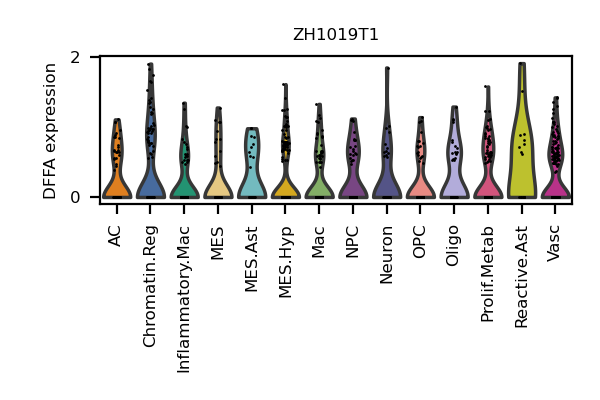 ZH1019T1
DFFA expression
2
0
AC
Chromatin.Reg
Inflammatory.Mac
MES
MES.Ast
MES.Hyp
Mac
NPC
Neuron
OPC
Oligo
Prolif.Metab
Reactive.Ast
Vasc